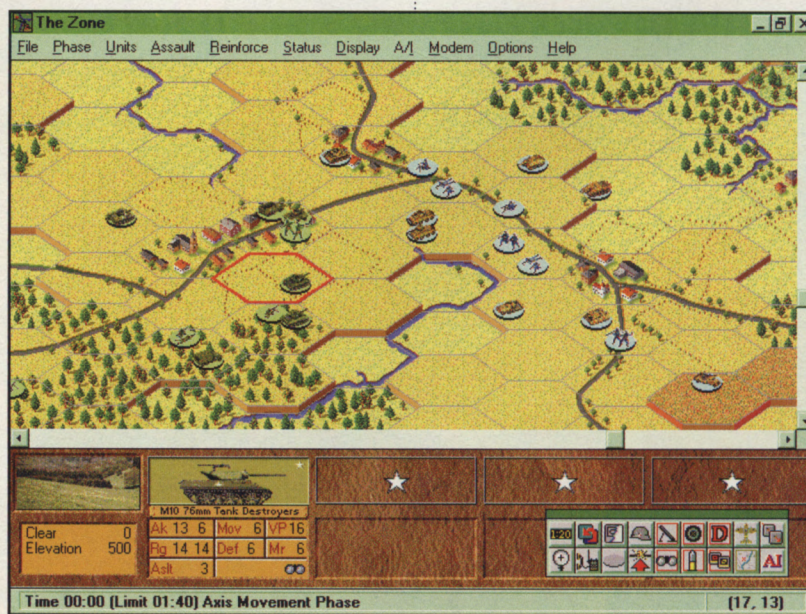 The Zone
File Phase Units Assault Reinforce Status Display A/I Modem Options Help
M10 76mm Tank Destroyers
Ak 13 6 Mov 6 VP 16
Rg 14 14 Def 6 Mr 6
Aslt 3
Clear 0
Elevation 500
1:20 D
AI
Time 00:00 (Limit 01:40) Axis Movement Phase (17, 13)